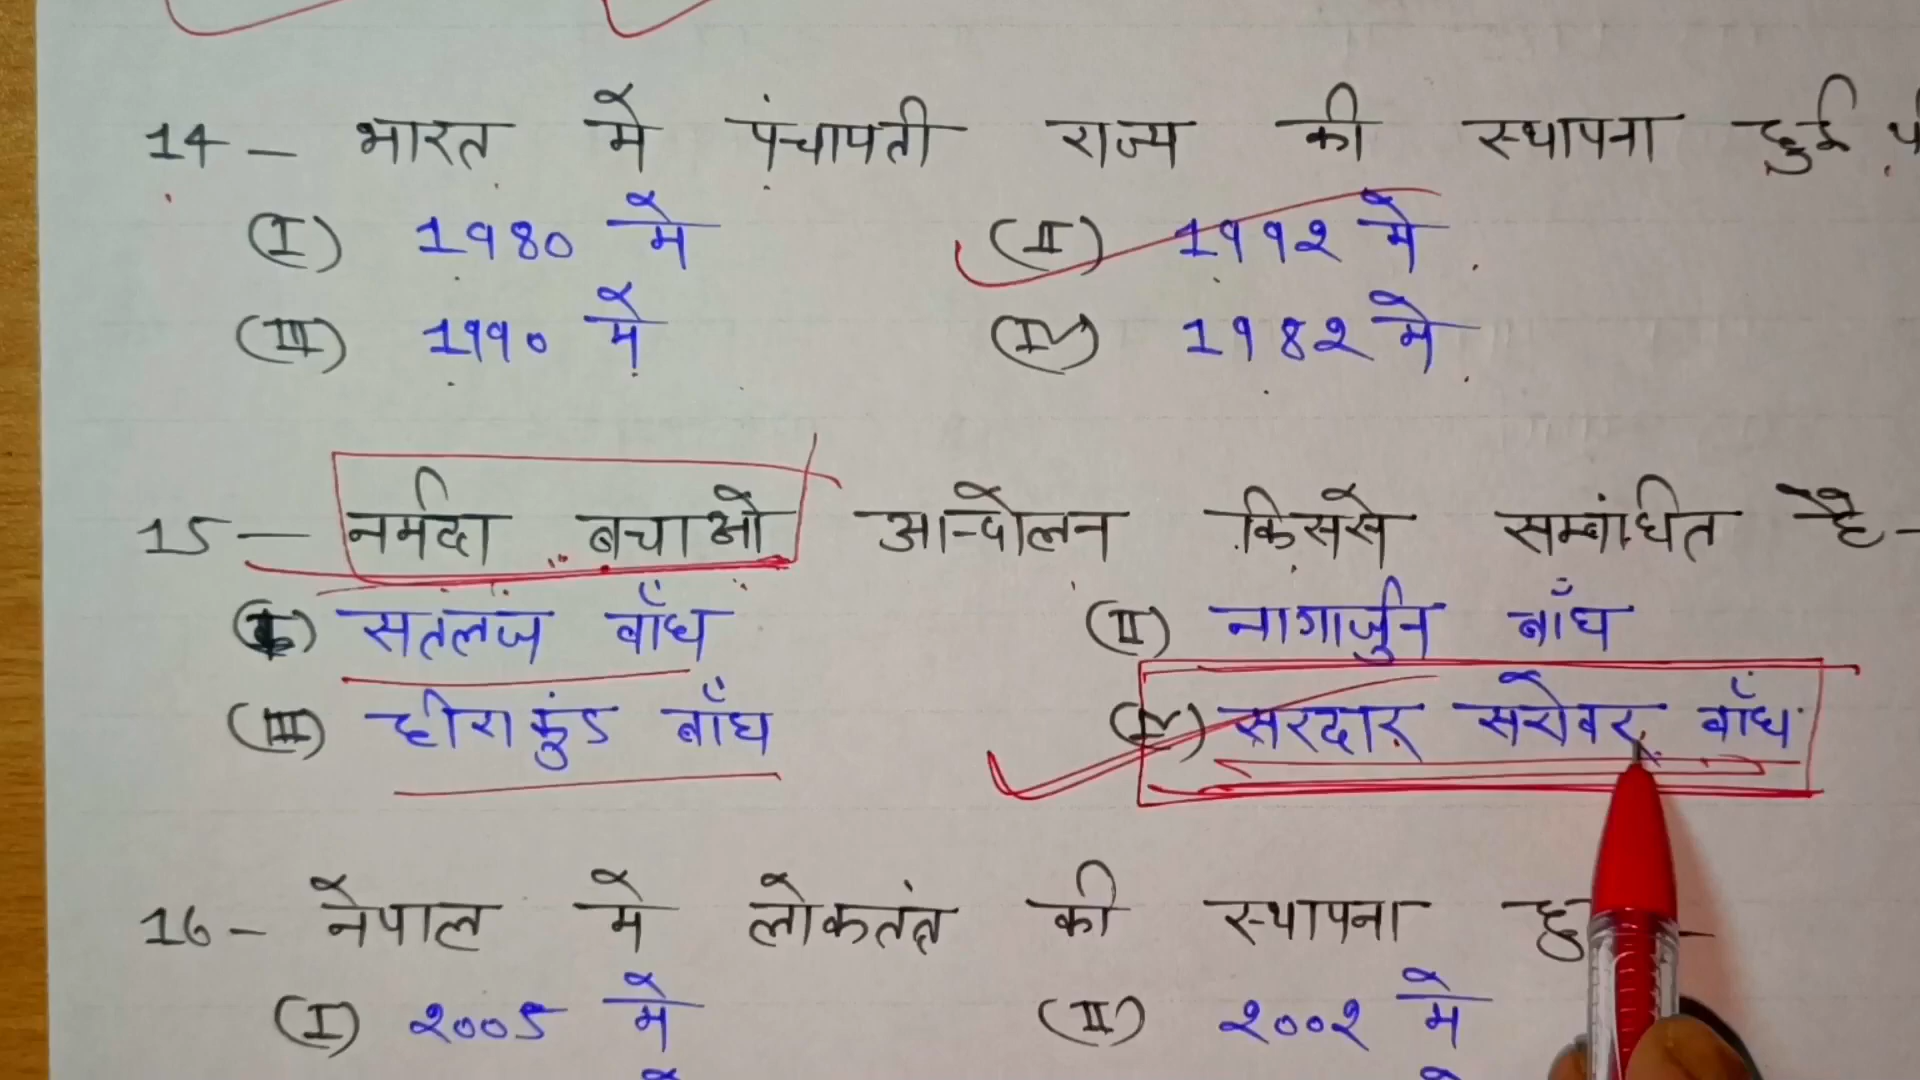 14 - भारत मे पंचापती राज्य की स्थापना हुई
(I) 1980 मे (II) 1992 मे
(III) 1990 मे (IV) 1982 मे
15 - नर्मदा बचाओ आन्दोलन किससे सम्बंधित है -
(I) सतलज बाँध (II) नागार्जुन बाँध
(III) हीराकुंड बाँध (IV) सरदार सरोवर बाँध
16 - नेपाल मे लोकतंत्र की स्थापना हु -
(I) 2005 मे (II) 2002 मे